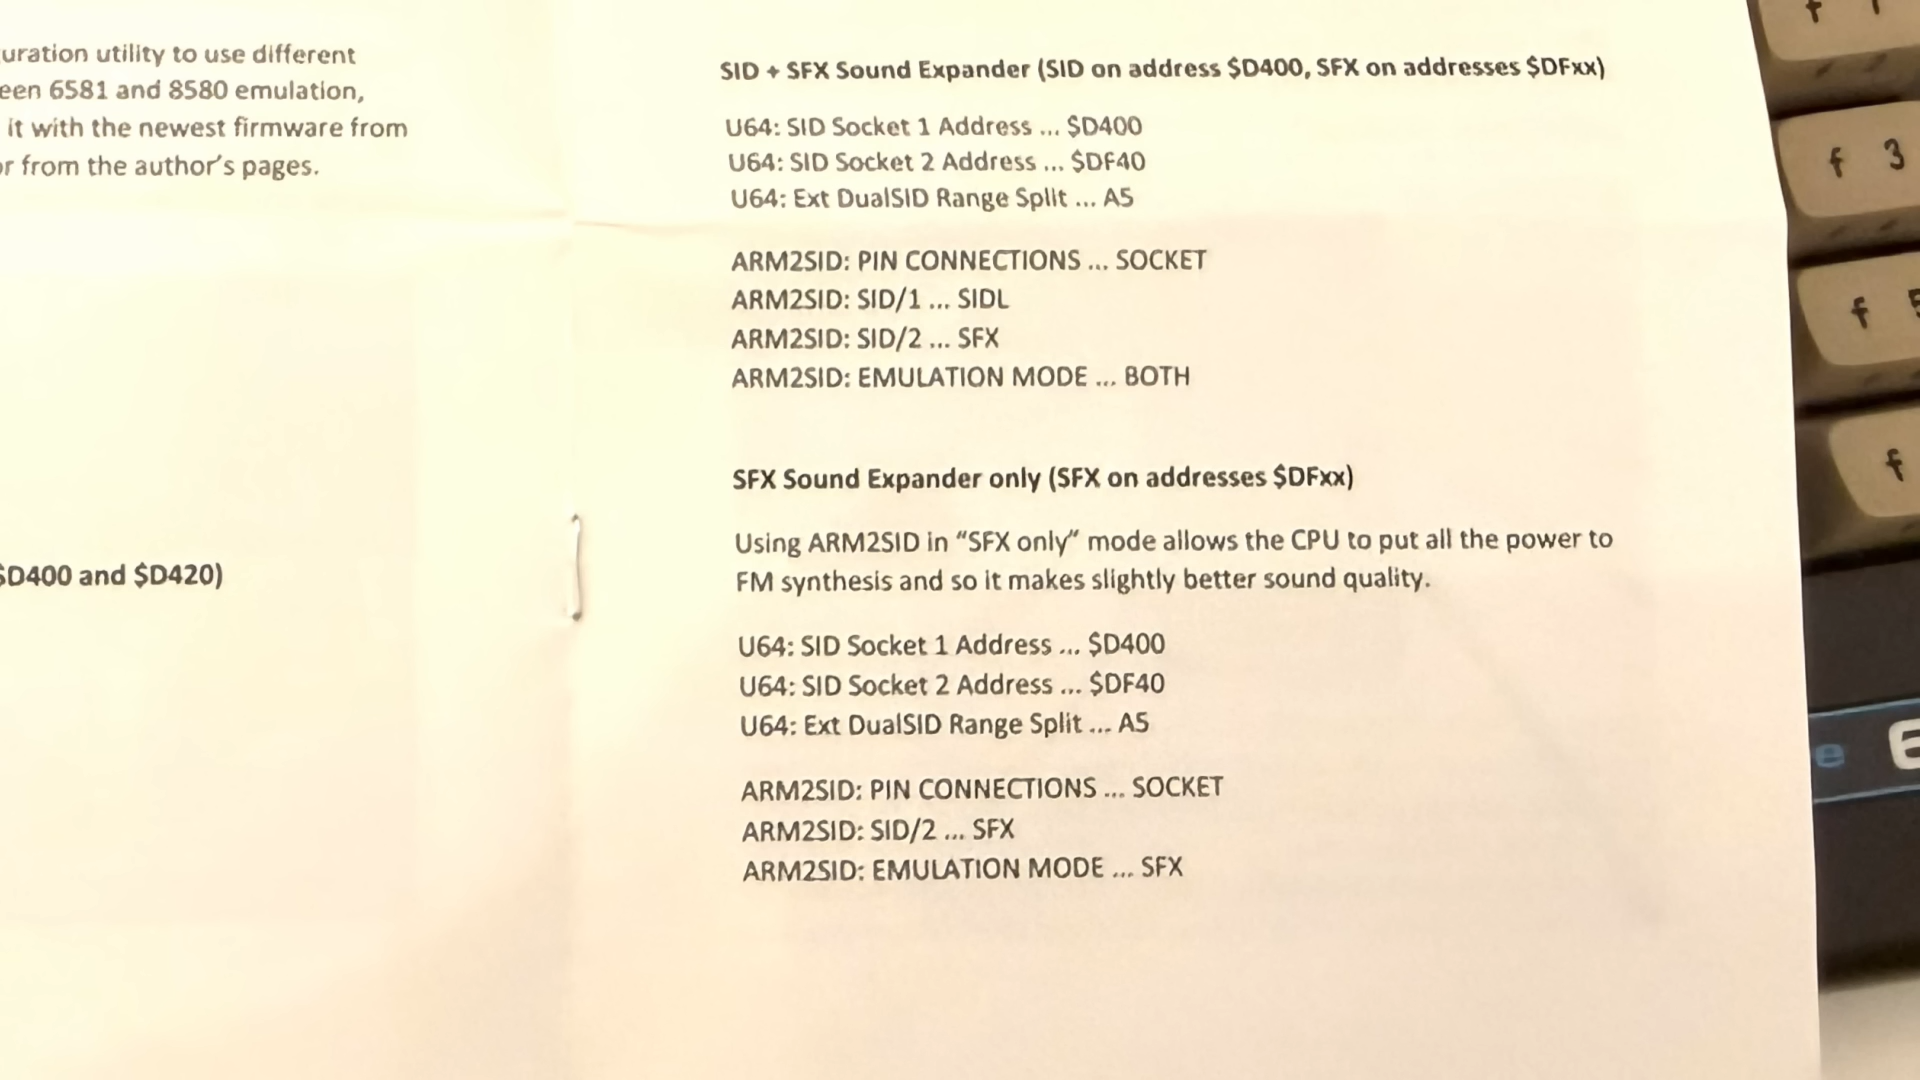 uration utility to use different
een 6581 and 8580 emulation,
it with the newest firmware from
or from the author's pages.
$D400 and $D420)
SID + SFX Sound Expander (SID on address $D400, SFX on addresses $DFxx)
U64: SID Socket 1 Address ... $D400
U64: SID Socket 2 Address ... $DF40
U64: Ext DualSID Range Split ... A5
ARM2SID: PIN CONNECTIONS ... SOCKET
ARM2SID: SID/1 ... SIDL
ARM2SID: SID/2 ... SFX
ARM2SID: EMULATION MODE ... BOTH
SFX Sound Expander only (SFX on addresses $DFxx)
Using ARM2SID in “SFX only” mode allows the CPU to put all the power to
FM synthesis and so it makes slightly better sound quality.
U64: SID Socket 1 Address ... $D400
U64: SID Socket 2 Address ... $DF40
U64: Ext DualSID Range Split ... A5
ARM2SID: PIN CONNECTIONS ... SOCKET
ARM2SID: SID/2 ... SFX
ARM2SID: EMULATION MODE ... SFX
f 3
f 5
f
e 6